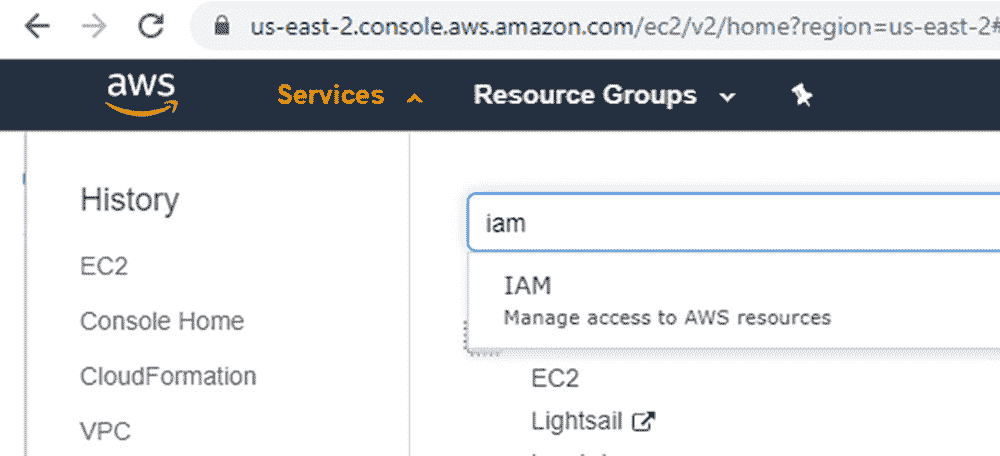 us-east-2.console.aws.amazon.com/ec2/v2/home?region=us-east-2#
aws Services Resource Groups
History
EC2
Console Home
CloudFormation
VPC
iam
IAM
Manage access to AWS resources
EC2
Lightsail